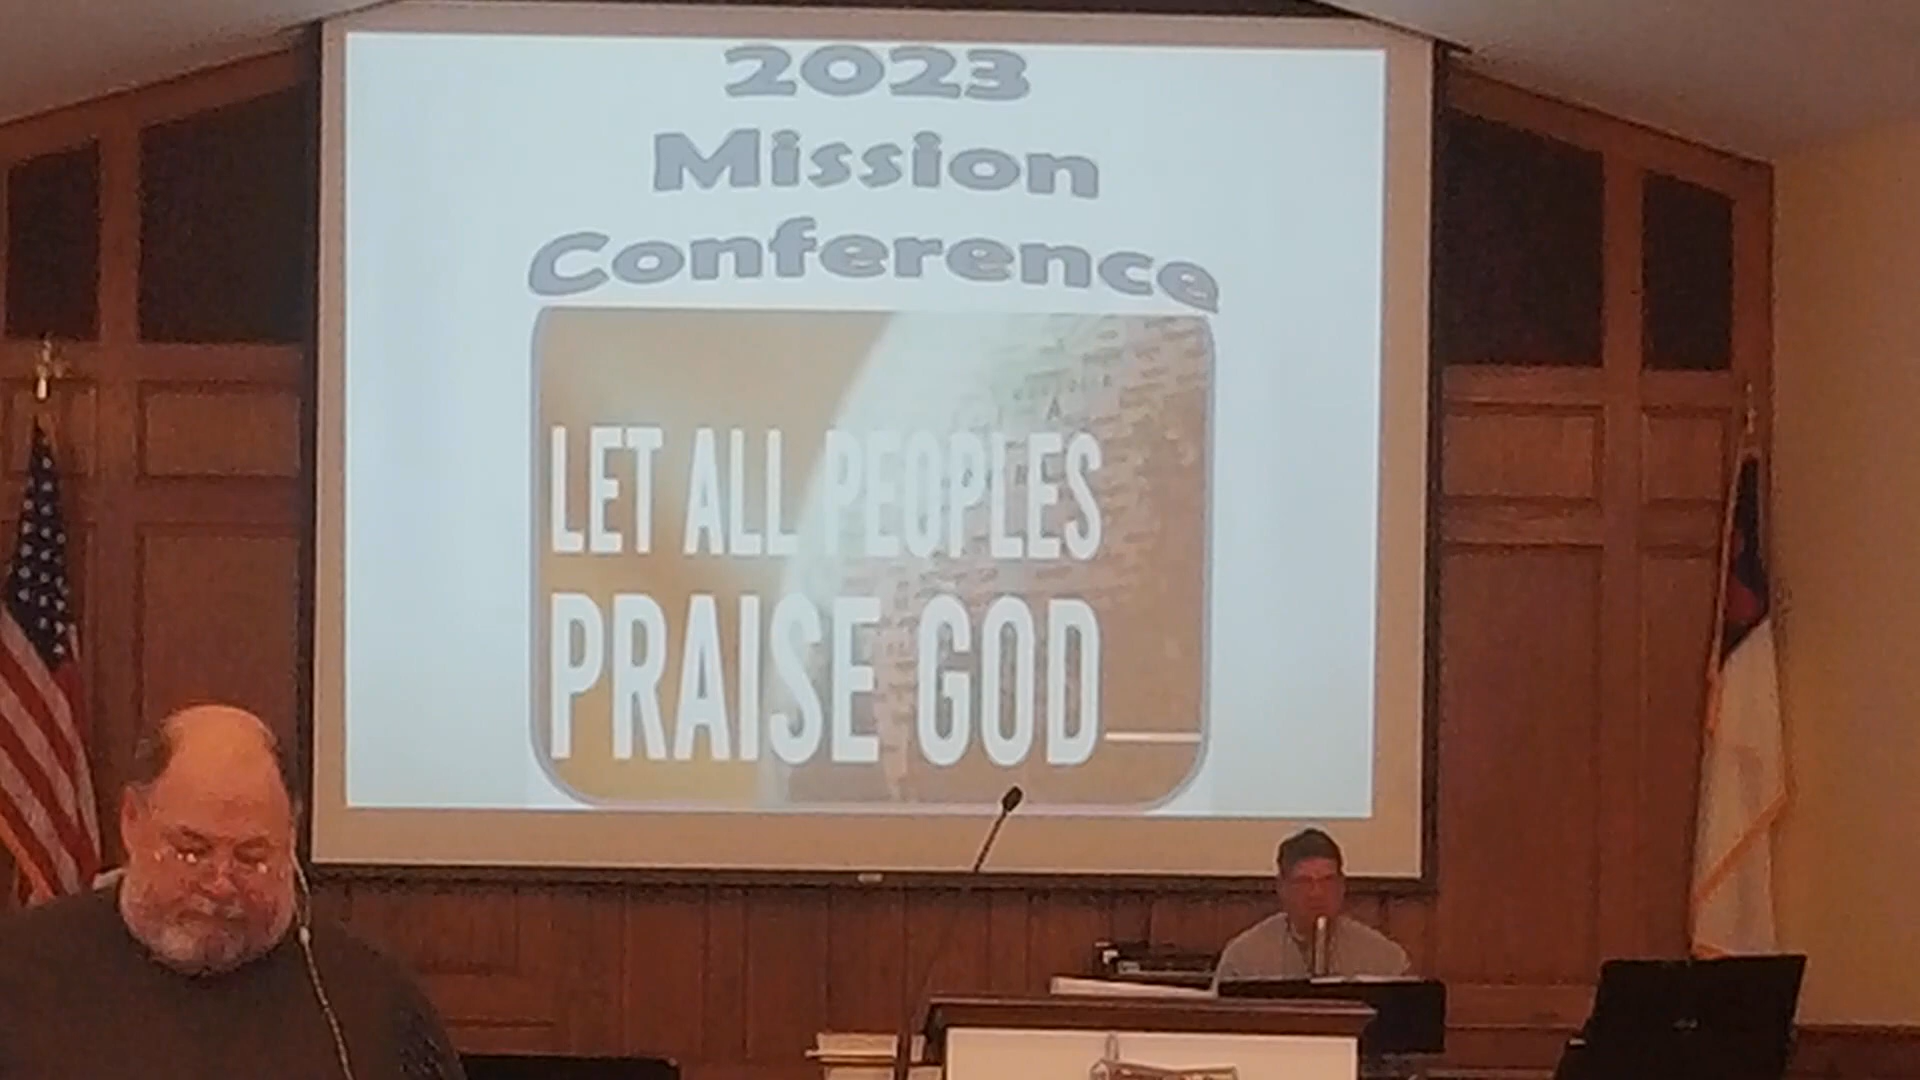 2023
Mission
Conference
LET ALL PEOPLES
PRAISE GOD